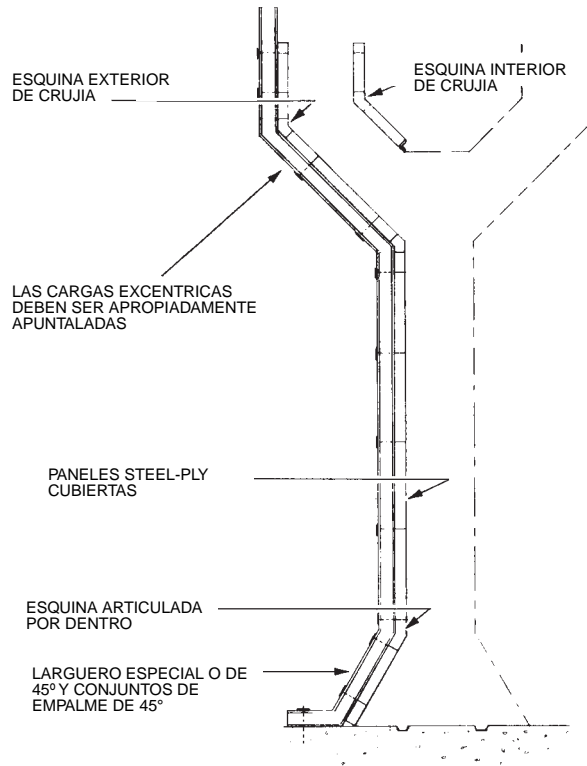 ESQUINA EXTERIOR
DE CRUJIA
ESQUINA INTERIOR
DE CRUJIA
LAS CARGAS EXCENTRICAS
DEBEN SER APROPIADAMENTE
APUNTALADAS
PANELES STEEL-PLY
CUBIERTAS
ESQUINA ARTICULADA
POR DENTRO
LARGUERO ESPECIAL O DE
45º Y CONJUNTOS DE
EMPALME DE 45°